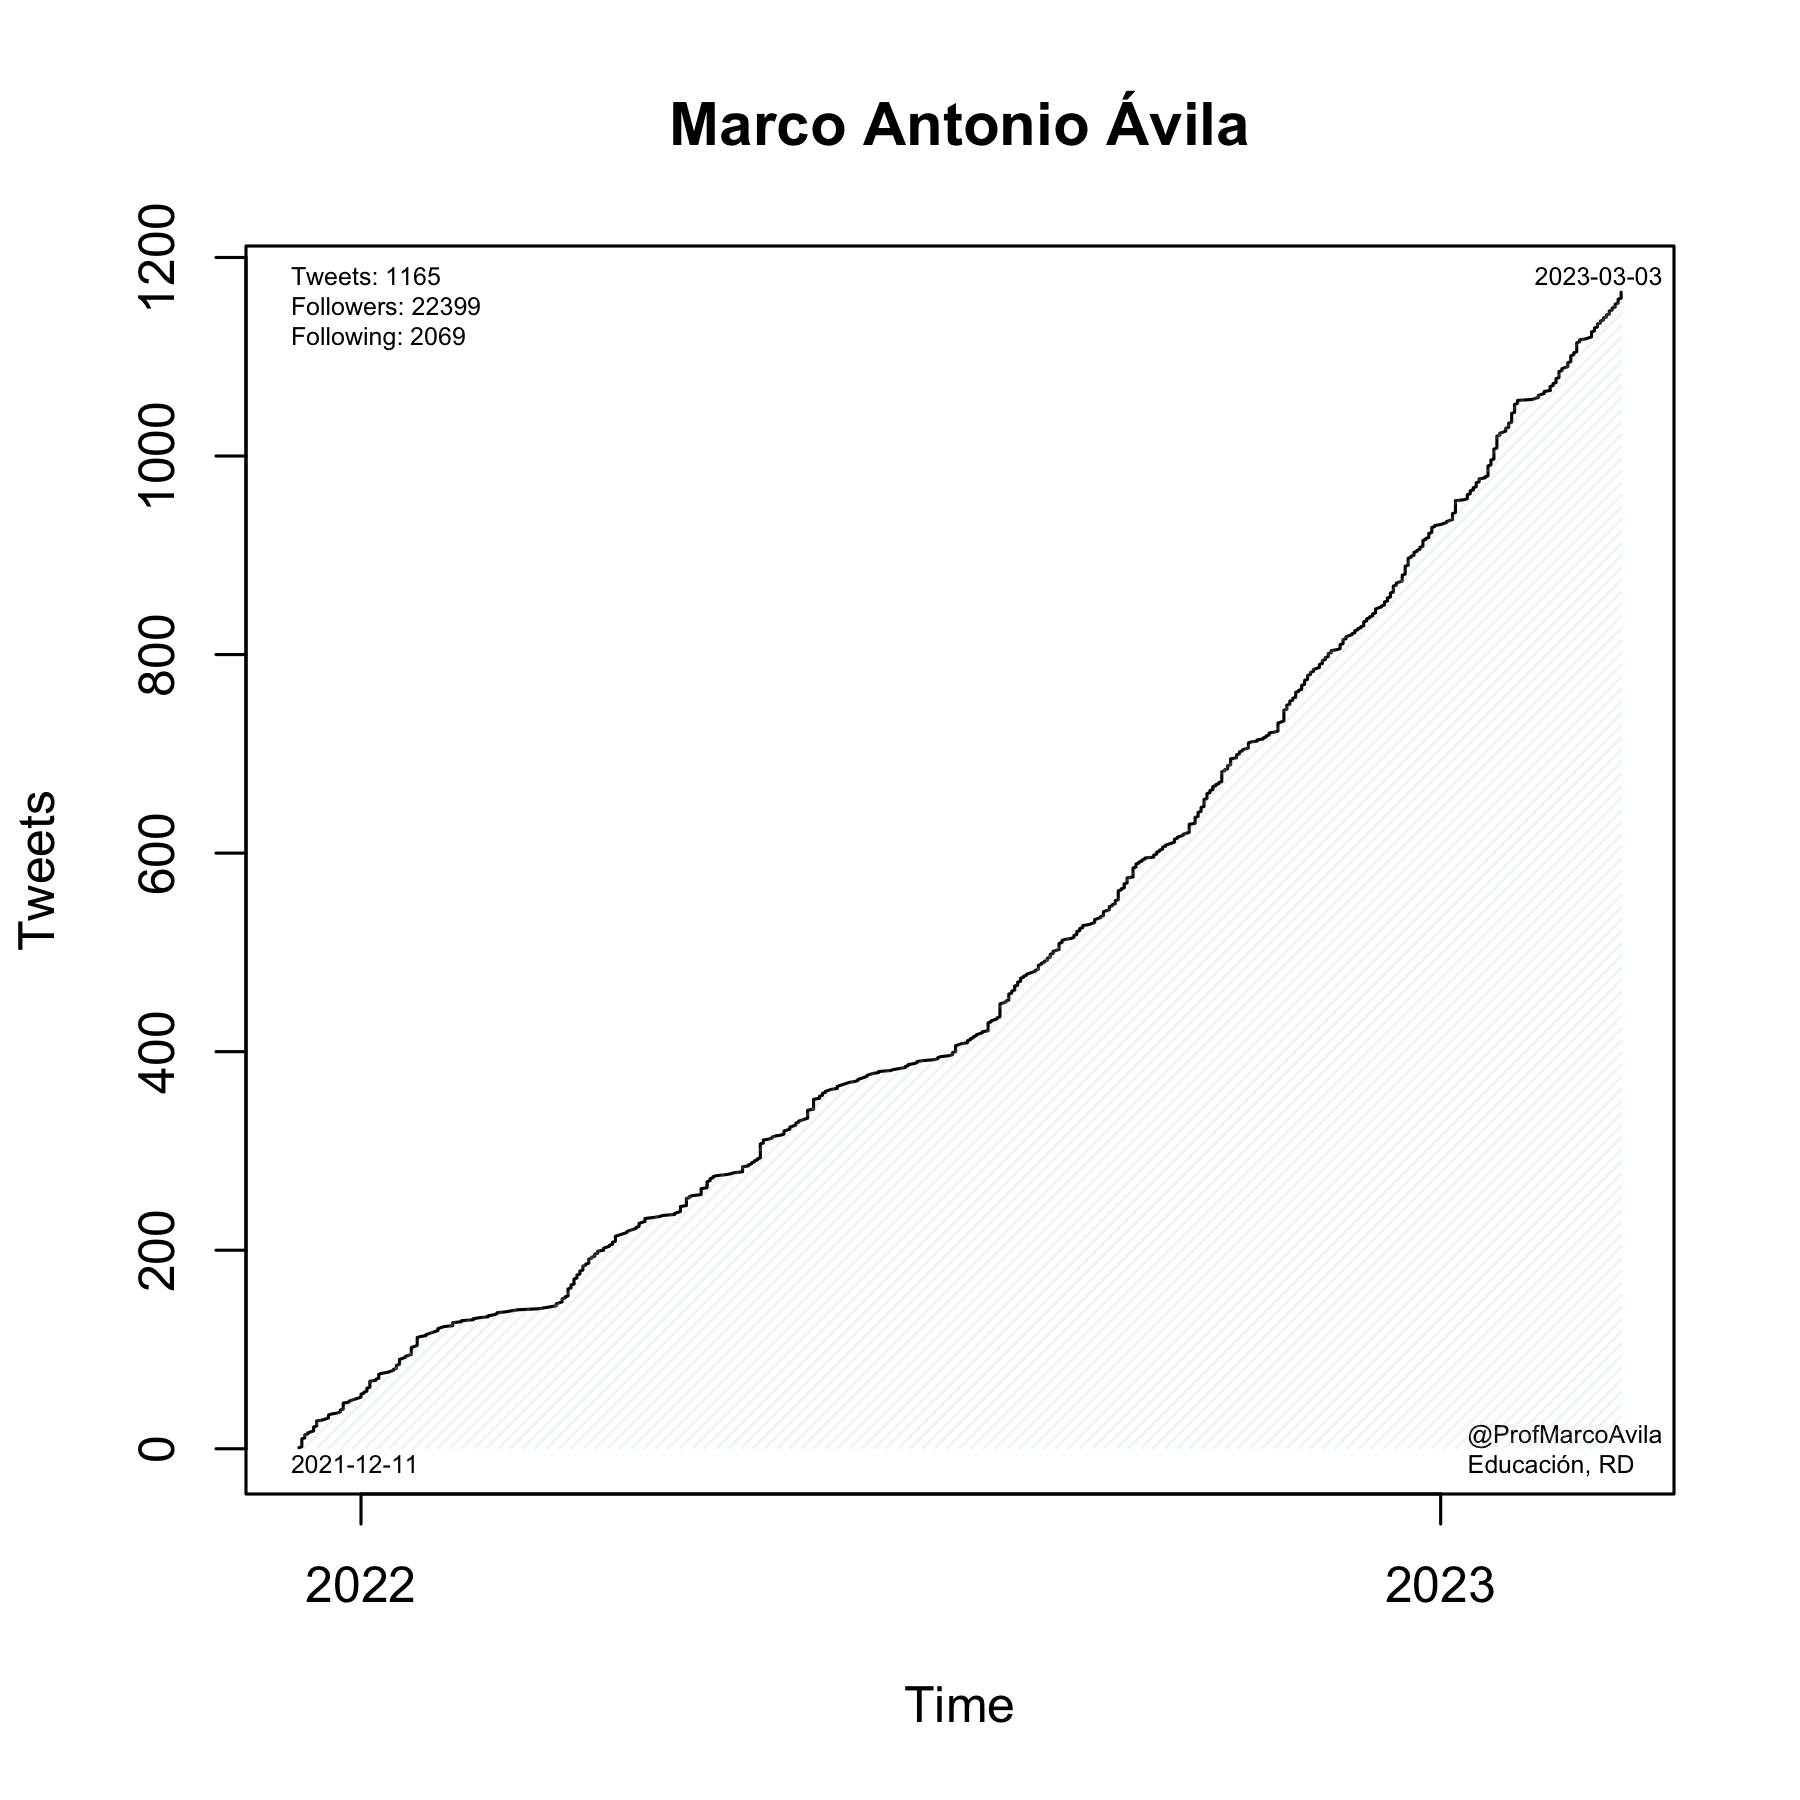 Marco Antonio Ávila
Tweets: 1165
Followers: 22399
Following: 2069
2023-03-03
1200
1000
800
600
400
200
0
Tweets
@ProfMarcoAvila
Educación, RD
2021-12-11
2022
2023
Time